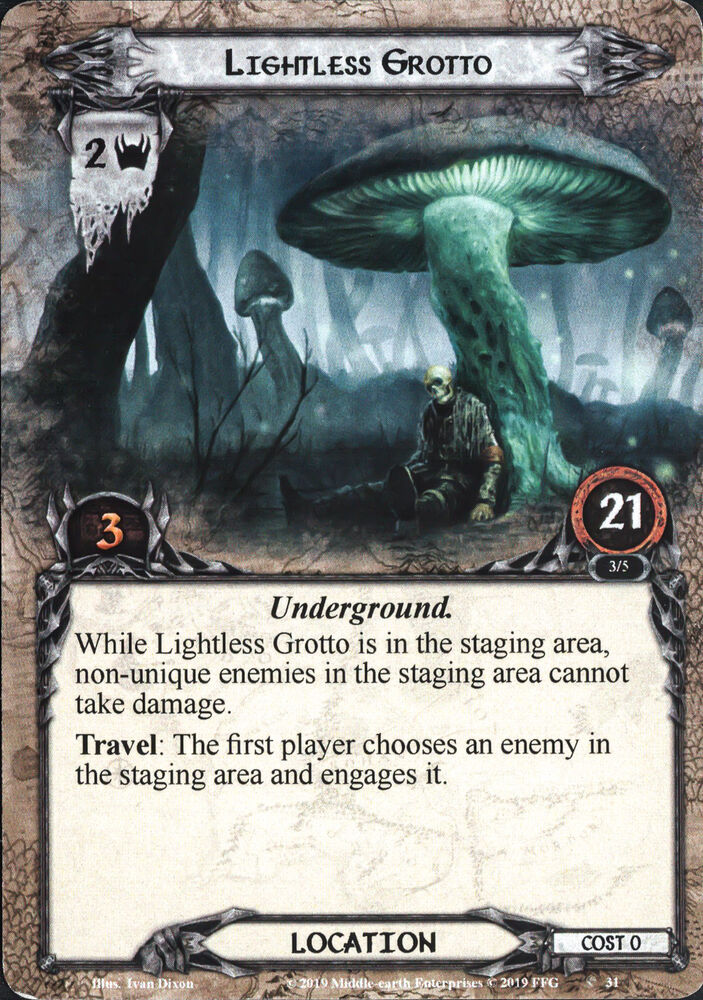 Lightless Grotto
2
3
21
3/5
Underground.
While Lightless Grotto is in the staging area,
non-unique enemies in the staging area cannot
take damage.
Travel: The first player chooses an enemy in
the staging area and engages it.
LOCATION
COST 0
Illus. Ivan Dixon
© 2019 Middle-earth Enterprises © 2019 FFG
31